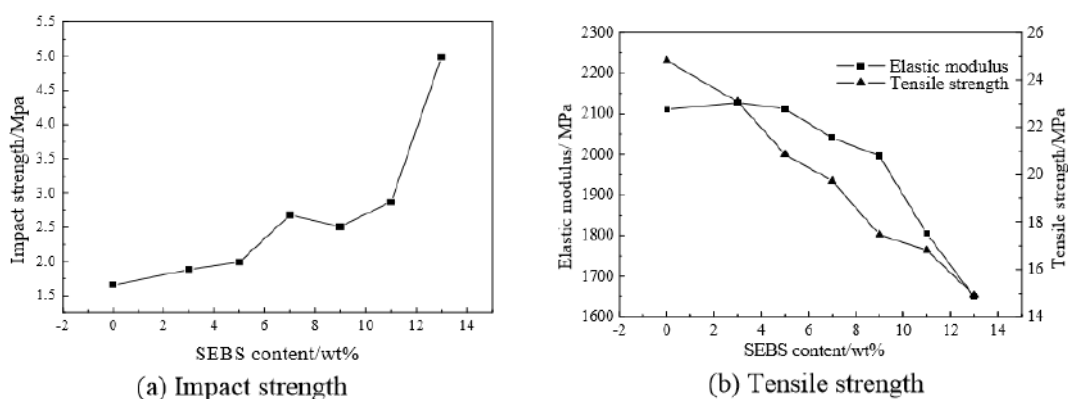 5.5
5.0
4.5
4.0
3.5
3.0
2.5
2.0
1.5
Impact strength/Mpa
-2 0 2 4 6 8 10 12 14
SEBS content/wt%
(a) Impact strength
2300
2200
2100
2000
1900
1800
1700
1600
Elastic modulus/ MPa
Elastic modulus
Tensile strength
26
24
22
20
18
16
14
Tensile strength/MPa
-2 0 2 4 6 8 10 12 14
SEBS content/wt%
(b) Tensile strength